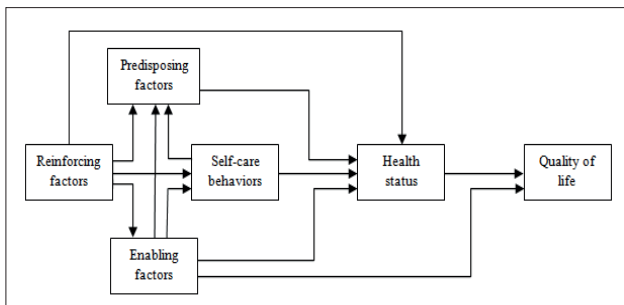 Predisposing
factors
Reinforcing
factors
Self-care
behaviors
Health
status
Quality of
life
Enabling
factors